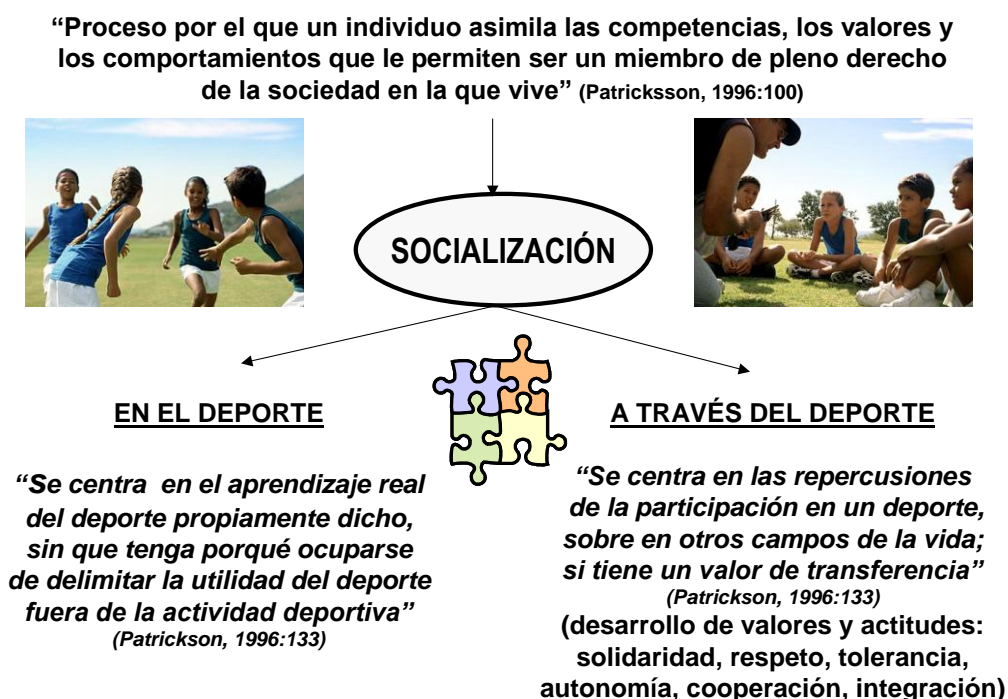 “Proceso por el que un individuo asimila las competencias, los valores y
los comportamientos que le permiten ser un miembro de pleno derecho
de la sociedad en la que vive” (Patricksson, 1996:100)
SOCIALIZACIÓN
EN EL DEPORTE
“Se centra en el aprendizaje real
del deporte propiamente dicho,
sin que tenga porqué ocuparse
de delimitar la utilidad del deporte
fuera de la actividad deportiva”
(Patrickson, 1996:133)
A TRAVÉS DEL DEPORTE
“Se centra en las repercusiones
de la participación en un deporte,
sobre en otros campos de la vida;
si tiene un valor de transferencia”
(Patrickson, 1996:133)
(desarrollo de valores y actitudes:
solidaridad, respeto, tolerancia,
autonomía, cooperación, integración)